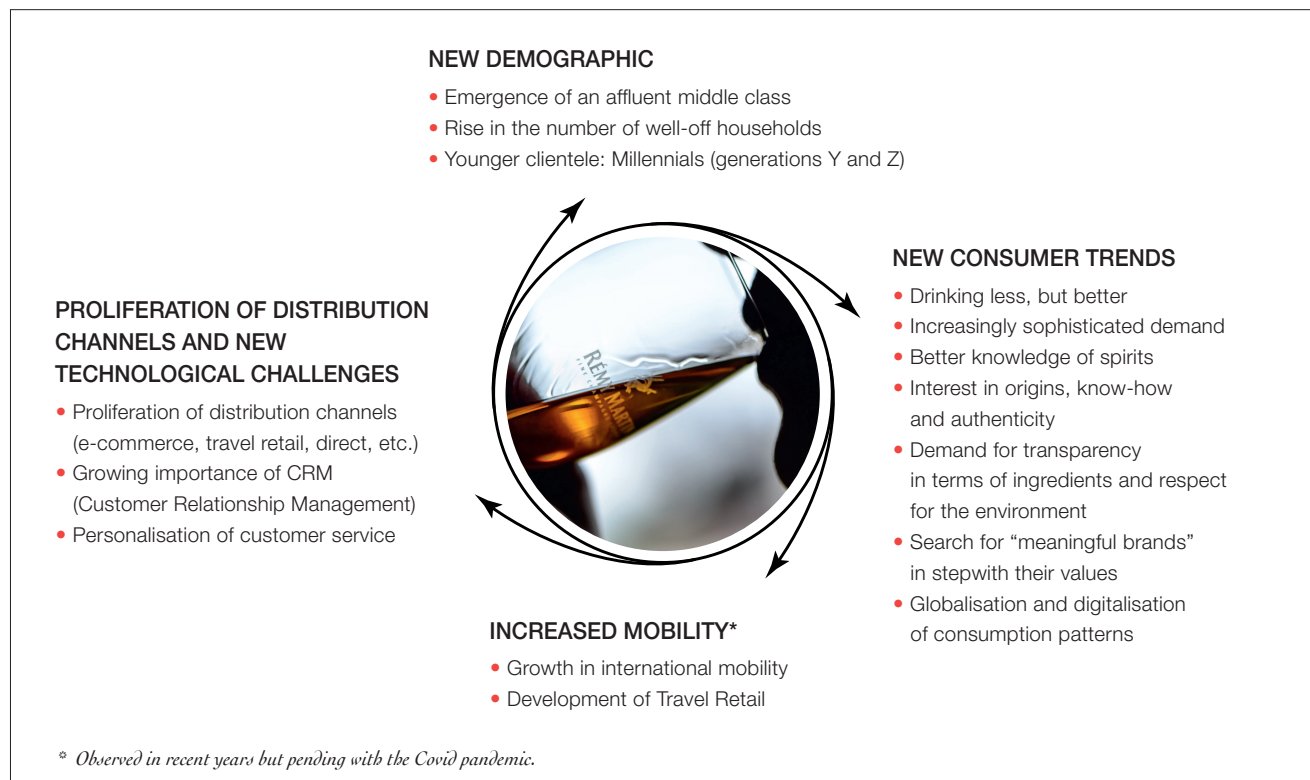 NEW DEMOGRAPHIC
• Emergence of an affluent middle class
• Rise in the number of well-off households
• Younger clientele: Millennials (generations Y and Z)
NEW CONSUMER TRENDS
• Drinking less, but better
• Increasingly sophisticated demand
• Better knowledge of spirits
• Interest in origins, know-how
and authenticity
• Demand for transparency
in terms of ingredients and respect
for the environment
• Search for “meaningful brands”
in stepwith their values
• Globalisation and digitalisation
of consumption patterns
INCREASED MOBILITY*
• Growth in international mobility
• Development of Travel Retail
PROLIFERATION OF DISTRIBUTION
CHANNELS AND NEW
TECHNOLOGICAL CHALLENGES
• Proliferation of distribution channels
(e-commerce, travel retail, direct, etc.)
• Growing importance of CRM
(Customer Relationship Management)
• Personalisation of customer service
RÉMY
* Observed in recent years but pending with the Covid pandemic.